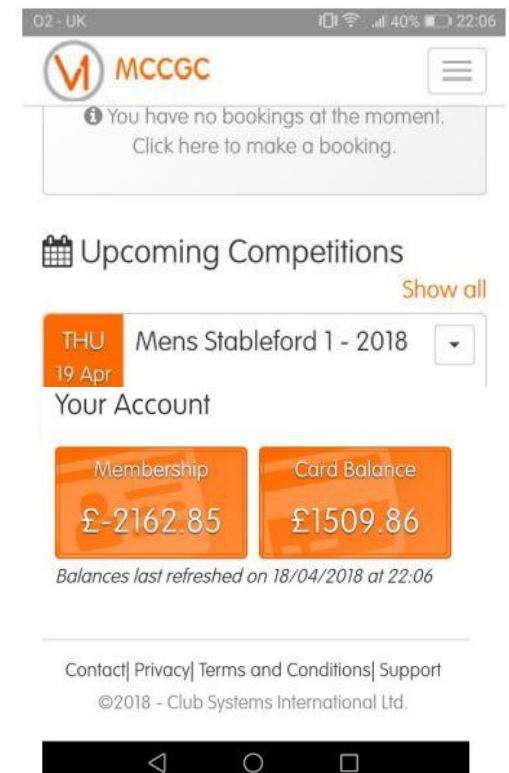 O2 - UK 40% 22:06
MCCGC
You have no bookings at the moment.
Click here to make a booking.
Upcoming Competitions
Show all
THU
19 Apr
Mens Stableford 1 - 2018
Your Account
Membership
£-2162.85
Card Balance
£1509.86
Balances last refreshed on 18/04/2018 at 22:06
Contact| Privacy| Terms and Conditions| Support
©2018 - Club Systems International Ltd.